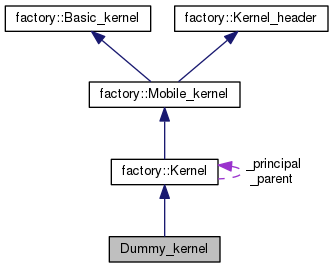 factory::Basic_kernel
factory::Kernel_header
factory::Mobile_kernel
factory::Kernel
_principal
_parent
Dummy_kernel